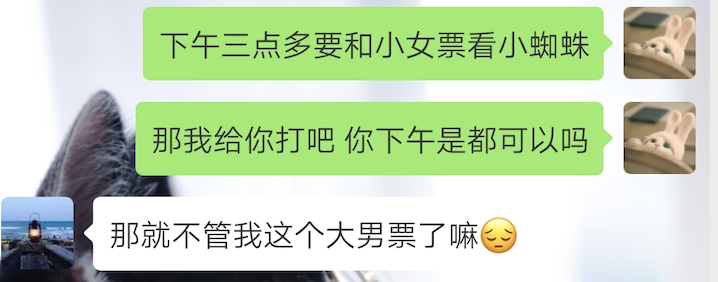 下午三点多要和小女票看小蜘蛛
那我给你打吧 你下午是都可以吗
那就不管我这个大男票了嘛😔